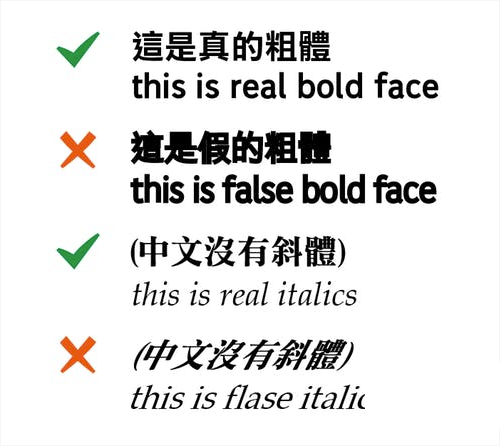 這是真的粗體
this is real bold face
這是假的粗體
this is false bold face
(中文沒有斜體)
this is real italics
(中文沒有斜體)
this is flase italic